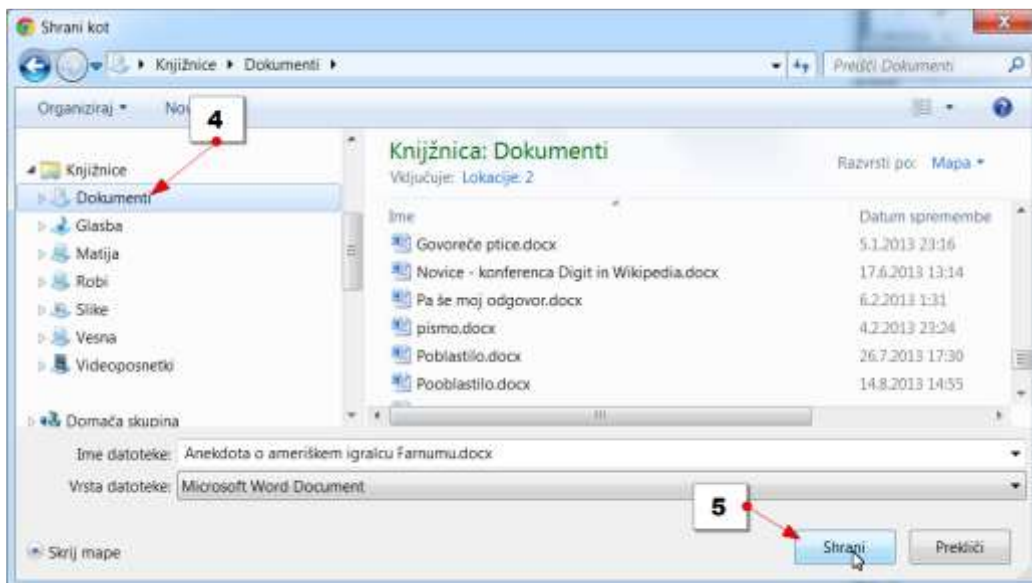 Shrani kot
Knjižnice Dokumenti
Predči Dokumenti
Organiziraj
4
Knjižnice
Dokumenti
Glasba
Matija
Robi
Slike
Vesna
Videoposnetki
Domača skupina
Knjižnica: Dokumenti
Vključuje: Lokacije: 2
Razvrsti po: Mapa
Ime Datum spremembe
Govoreče ptice.docx 5.1.2013 23:16
Novice - konferenca Digit in Wikipedia.docx 17.6.2013 13:14
Pa še moj odgovor.docx 6.2.2013 1:31
pismo.docx 4.2.2013 23:24
Poblastilo.docx 26.7.2013 17:30
Pooblastilo.docx 14.8.2013 14:55
Ime datoteke: Anekdota o ameriškem igralcu Farnumu.docx
Vrsta datoteke: Microsoft Word Document
5
Skrij mape
Shrani
Prekliči